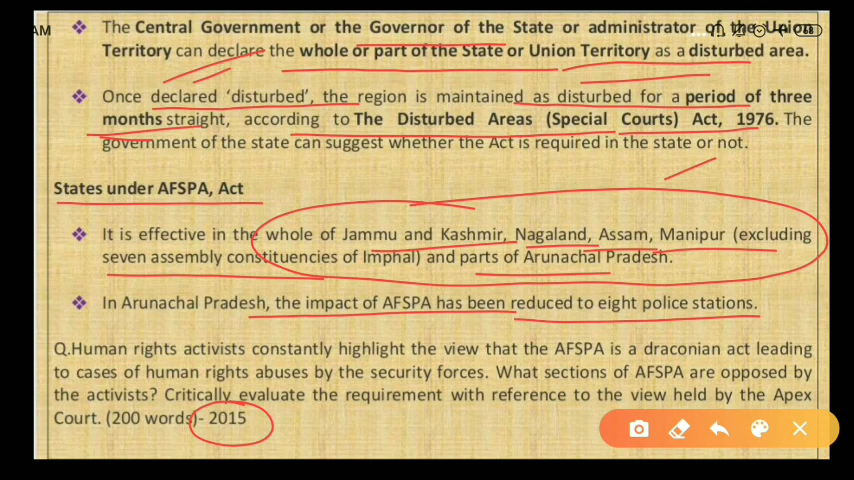 AM
68
❖ The Central Government or the Governor of the State or administrator of the Union
Territory can declare the whole or part of the State or Union Territory as a disturbed area.
❖ Once declared ‘disturbed’, the region is maintained as disturbed for a period of three
months straight, according to The Disturbed Areas (Special Courts) Act, 1976. The
government of the state can suggest whether the Act is required in the state or not.
States under AFSPA, Act
❖ It is effective in the whole of Jammu and Kashmir, Nagaland, Assam, Manipur (excluding
seven assembly constituencies of Imphal) and parts of Arunachal Pradesh.
❖ In Arunachal Pradesh, the impact of AFSPA has been reduced to eight police stations.
Q.Human rights activists constantly highlight the view that the AFSPA is a draconian act leading
to cases of human rights abuses by the security forces. What sections of AFSPA are opposed by
the activists? Critically evaluate the requirement with reference to the view held by the Apex
Court. (200 words)- 2015